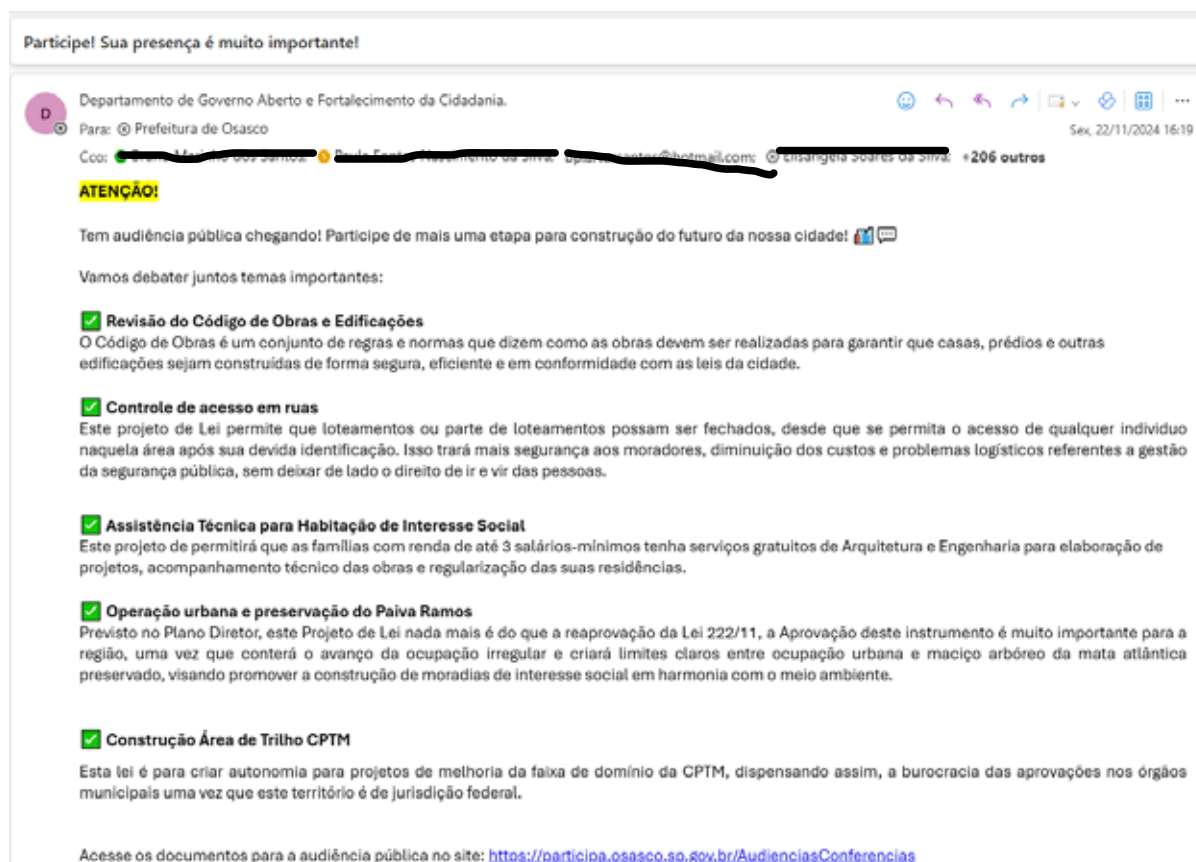 Participe! Sua presença é muito importante!
D
Departamento de Governo Aberto e Fortalecimento da Cidadania.
Para: Prefeitura de Osasco
Sex, 22/11/2024 16:19
Cco: +206 outros
ATENÇÃO!
Tem audiência pública chegando! Participe de mais uma etapa para construção do futuro da nossa cidade!
Vamos debater juntos temas importantes:
✅ Revisão do Código de Obras e Edificações
O Código de Obras é um conjunto de regras e normas que dizem como as obras devem ser realizadas para garantir que casas, prédios e outras
edificações sejam construídas de forma segura, eficiente e em conformidade com as leis da cidade.
✅ Controle de acesso em ruas
Este projeto de Lei permite que loteamentos ou parte de loteamentos possam ser fechados, desde que se permita o acesso de qualquer individuo
naquela área após sua devida identificação. Isso trará mais segurança aos moradores, diminuição dos custos e problemas logísticos referentes a gestão
da segurança pública, sem deixar de lado o direito de ir e vir das pessoas.
✅ Assistência Técnica para Habitação de Interesse Social
Este projeto de permitirá que as famílias com renda de até 3 salários-mínimos tenha serviços gratuitos de Arquitetura e Engenharia para elaboração de
projetos, acompanhamento técnico das obras e regularização das suas residências.
✅ Operação urbana e preservação do Paiva Ramos
Previsto no Plano Diretor, este Projeto de Lei nada mais é do que a reaprovação da Lei 222/11, a Aprovação deste instrumento é muito importante para a
região, uma vez que conterá o avanço da ocupação irregular e criará limites claros entre ocupação urbana e maciço arbóreo da mata atlântica
preservado, visando promover a construção de moradias de interesse social em harmonia com o meio ambiente.
✅ Construção Área de Trilho CPTM
Esta lei é para criar autonomia para projetos de melhoria da faixa de domínio da CPTM, dispensando assim, a burocracia das aprovações nos órgãos
municipais uma vez que este território é de jurisdição federal.
Acesse os documentos para a audiência pública no site: https://participa.osasco.sp.gov.br/AudienciasConferencias